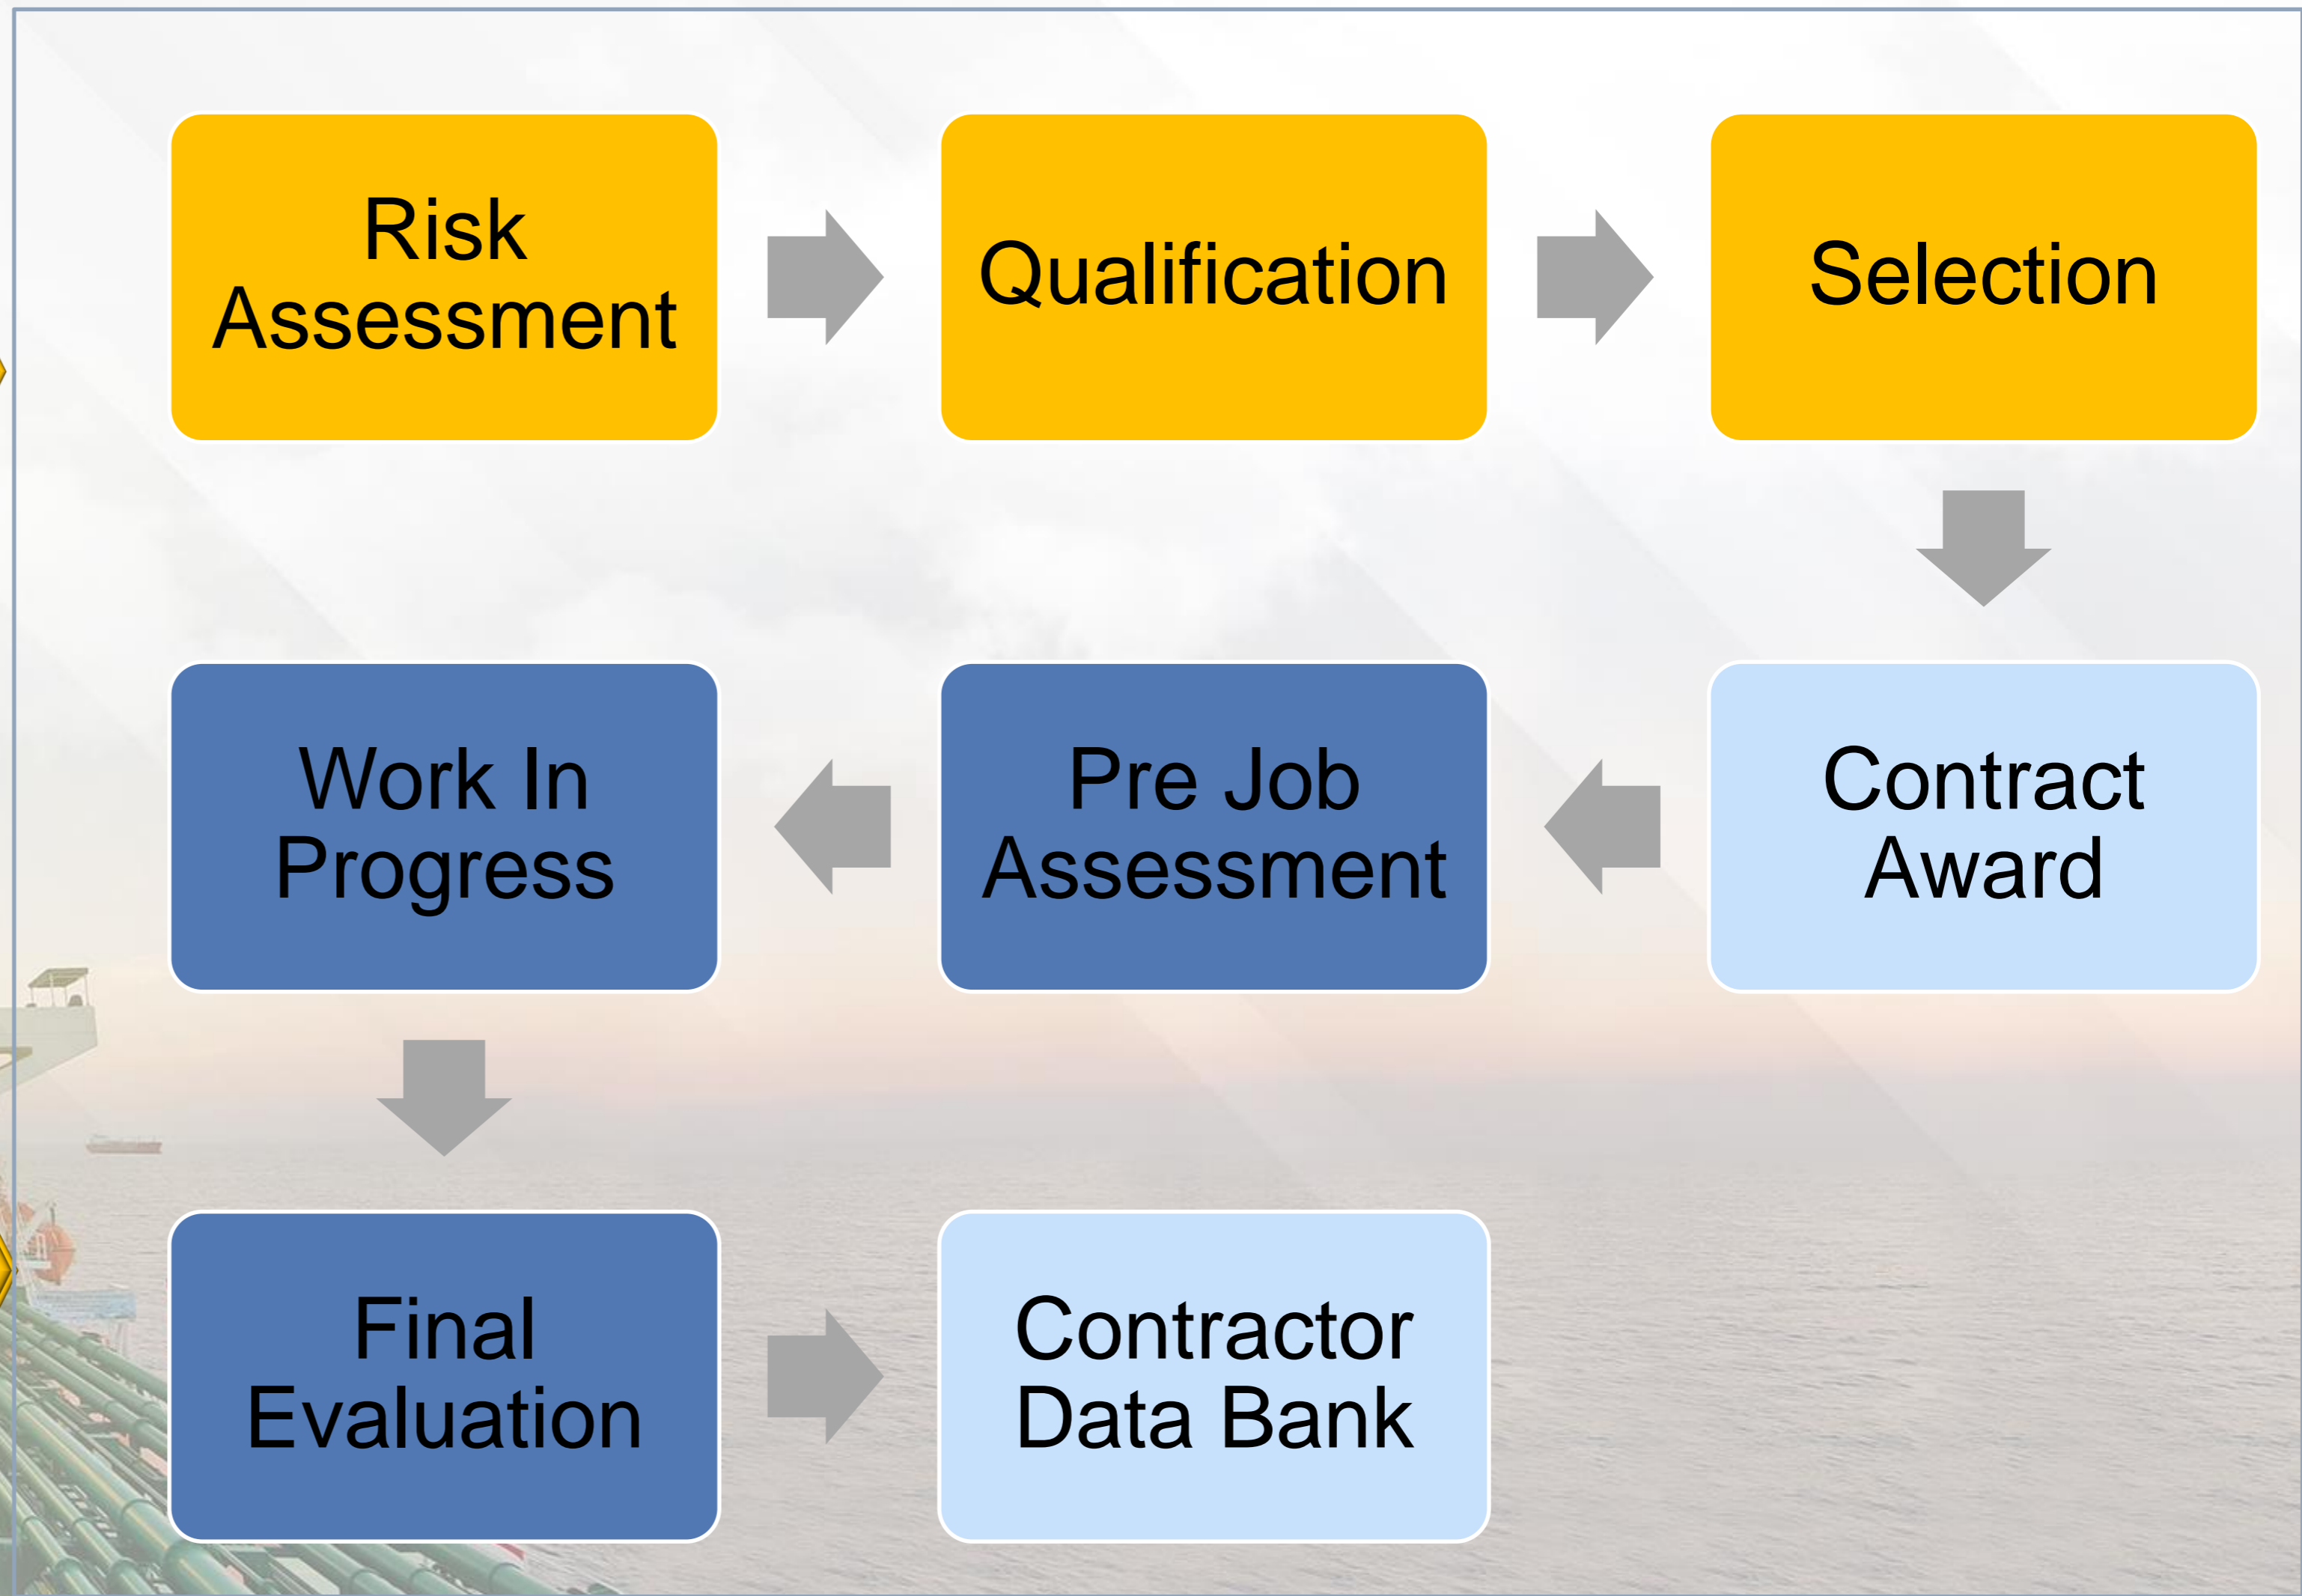 Risk
Assessment
Qualification
Selection
Contract
Award
Pre Job
Assessment
Work In
Progress
Final
Evaluation
Contractor
Data Bank